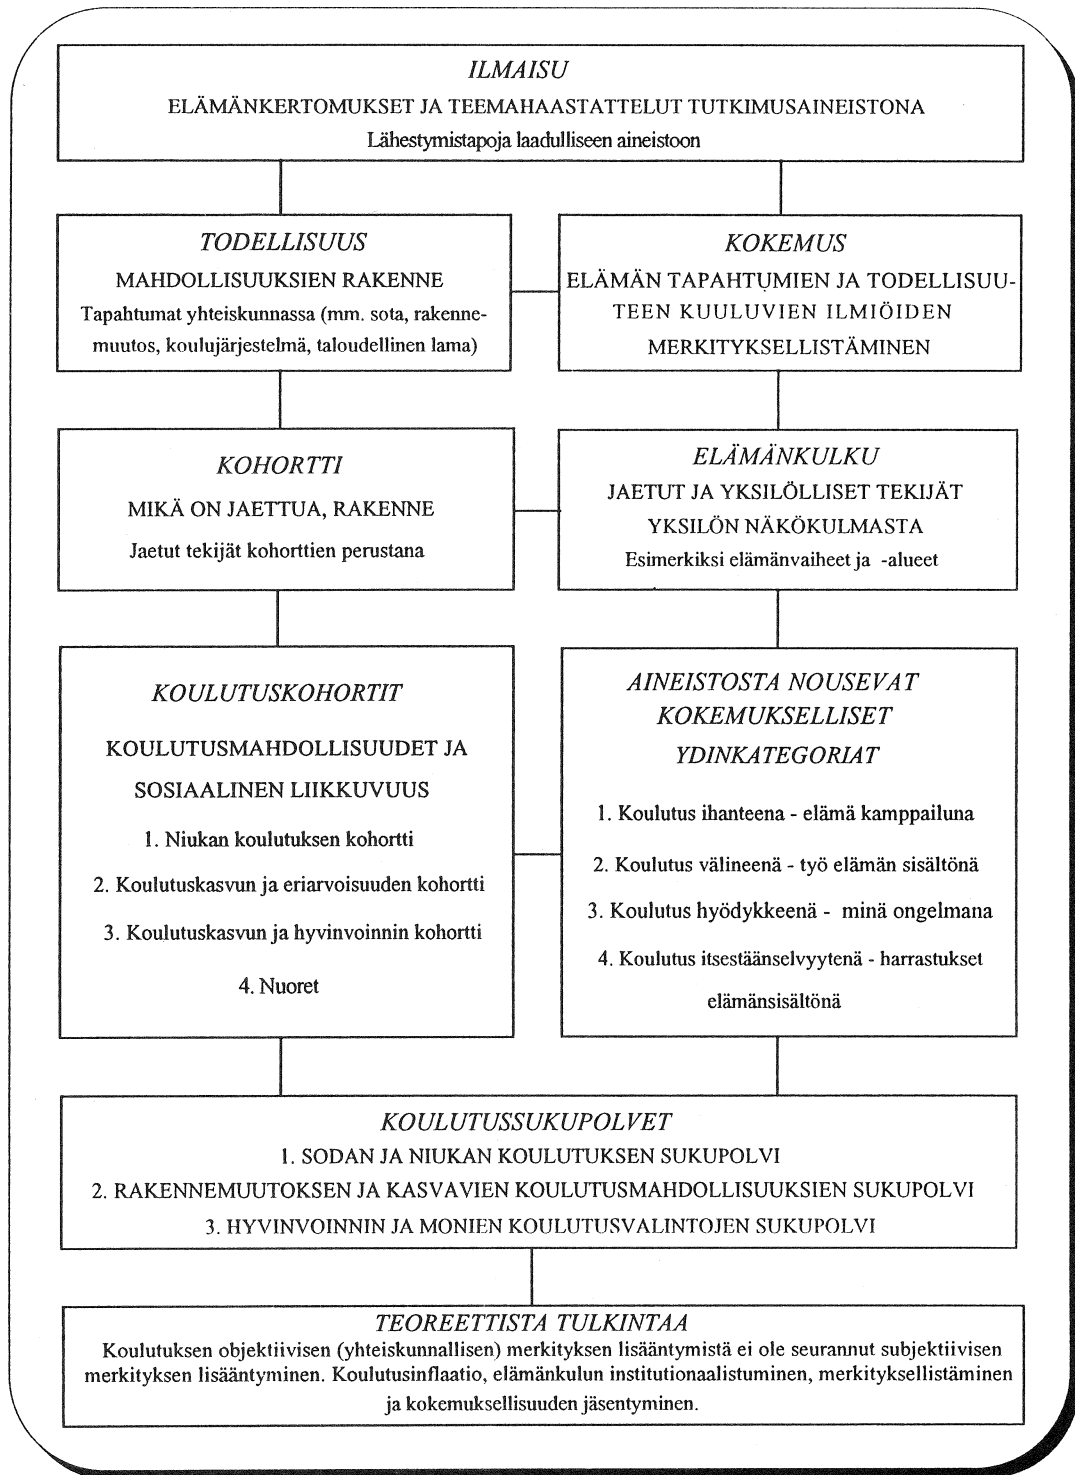 ILMAISU
ELÄMÄNKERTOMUKSET JA TEEMAHAASTATTELUT TUTKIMUSAINEISTONA
Lähestymistapoja laadulliseen aineistoon
TODELLISUUS
MAHDOLLISUUKSIEN RAKENNE
Tapahtumat yhteiskunnassa (mm. sota, rakenne-
muutos, koulujärjestelmä, taloudellinen lama)
KOKEMUS
ELÄMÄN TAPAHTUMIEN JA TODELLISUU-
TEEN KUULUVIEN ILMIÖIDEN
MERKITYKSELLISTÄMINEN
KOHORTTI
MIKÄ ON JAETTUA, RAKENNE
Jaetut tekijät kohorttien perustana
ELÄMÄNKULKU
JAETUT JA YKSILÖLLISET TEKIJÄT
YKSILÖN NÄKÖKULMASTA
Esimerkiksi elämänvaiheet ja -alueet
KOULUTUSKOHORTIT
KOULUTUSMAHDOLLISUUDET JA
SOSIAALINEN LIIKKUVUUS
1. Niukan koulutuksen kohortti
2. Koulutuskasvun ja eriarvoisuuden kohortti
3. Koulutuskasvun ja hyvinvoinnin kohortti
4. Nuoret
AINEISTOSTA NOUSEVAT
KOKEMUKSELLISET
YDINKATEGORIAT
1. Koulutus ihanteena - elämä kamppailuna
2. Koulutus välineenä - työ elämän sisältönä
3. Koulutus hyödykkeenä - minä ongelmana
4. Koulutus itsestäänselvyytenä - harrastukset
elämänsisältönä
KOULUTUSSUKUPOLVET
1. SODAN JA NIUKAN KOULUTUKSEN SUKUPOLVI
2. RAKENNEMUUTOKSEN JA KASVAVIEN KOULUTUSMAHDOLLISUUKSIEN SUKUPOLVI
3. HYVINVOINNIN JA MONIEN KOULUTUSVALINTOJEN SUKUPOLVI
TEOREETTISTA TULKINTAA
Koulutuksen objektiivisen (yhteiskunnallisen) merkityksen lisääntymistä ei ole seurannut subjektiivisen
merkityksen lisääntyminen. Koulutusinflaatio, elämänkulun institutionaalistuminen, merkityksellistäminen
ja kokemuksellisuuden jäsentyminen.